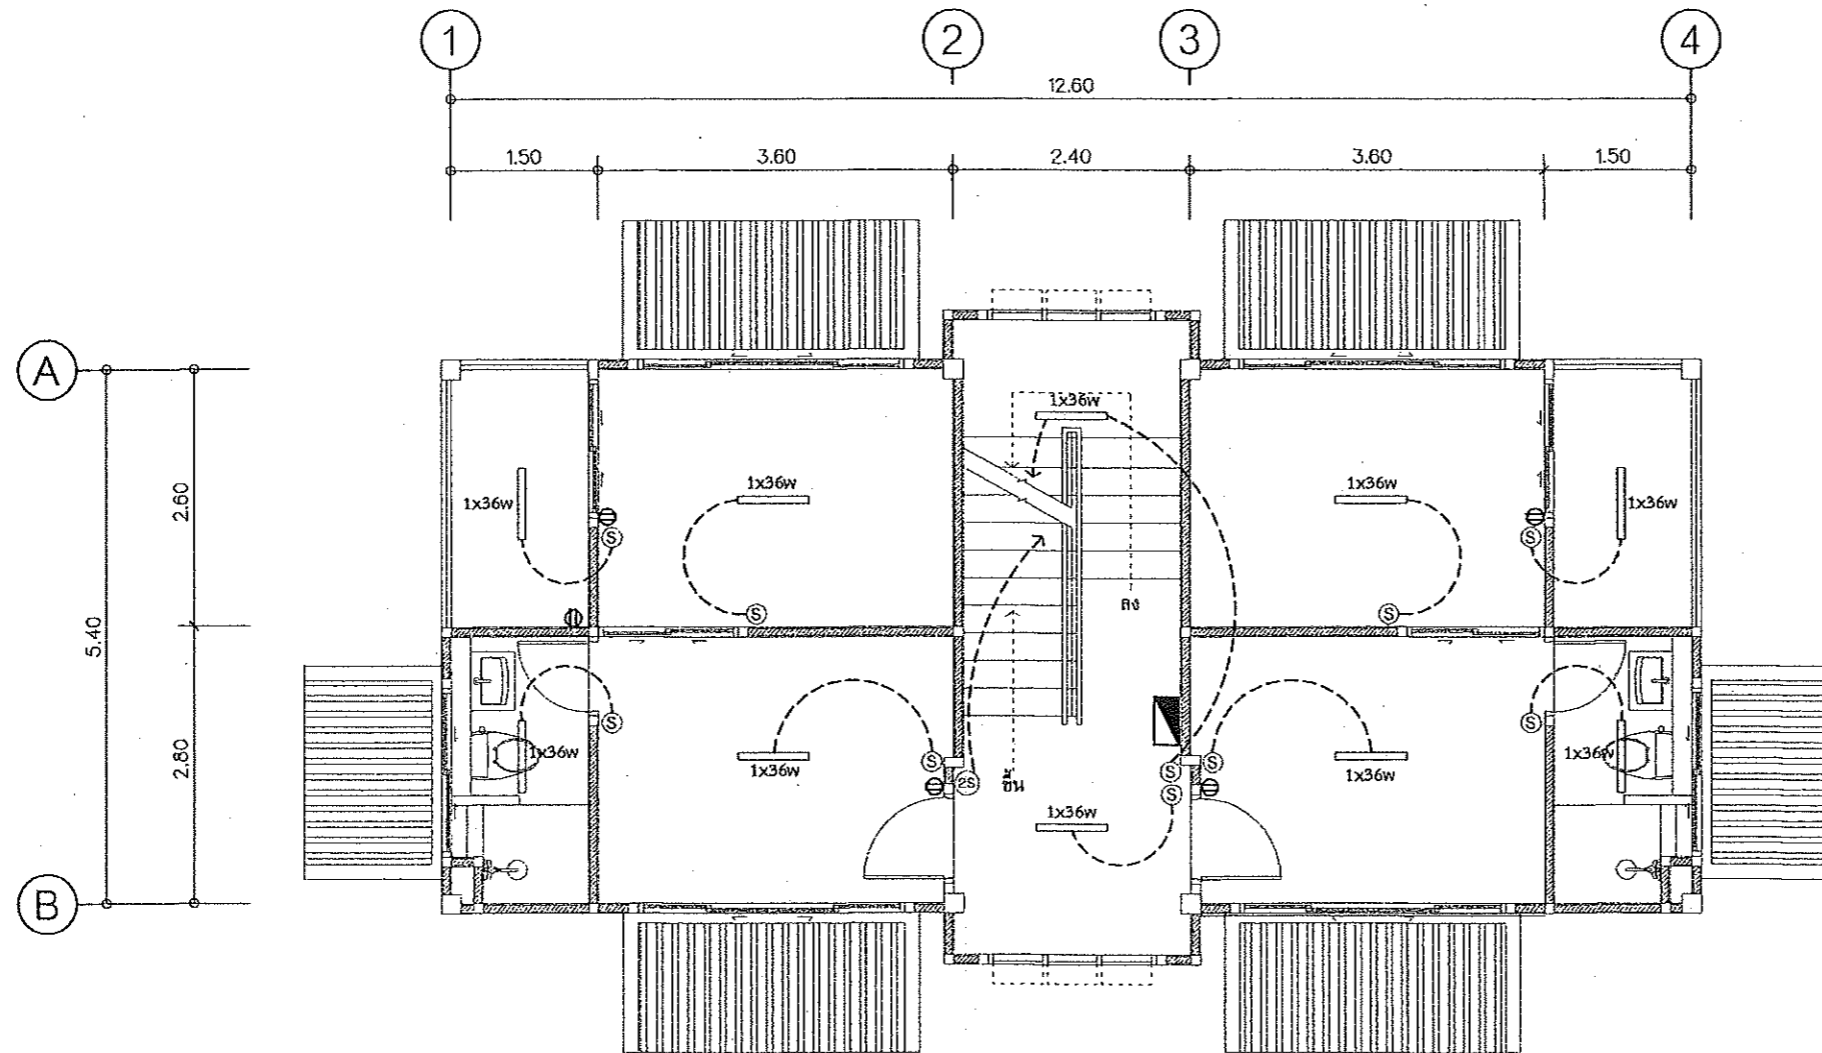 1 2 3 4
12.60
1.50 3.60 2.40 3.60 1.50
A
1x36w
1x36w 1x36w 1x36w 1x36w
2.60
S S
ลง
S S
5.40
S S
2.80
1x36w 1x36w 1x36w 1x36w
S S S
2S ขึ้น S
1x36w
B